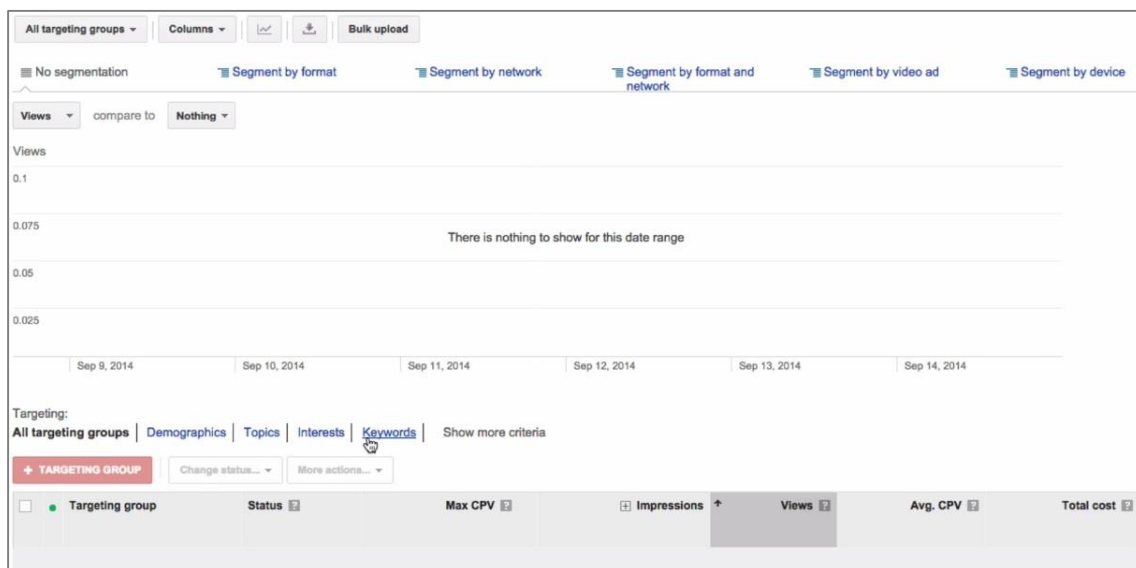 All targeting groups Columns Bulk upload
No segmentation Segment by format Segment by network Segment by format and network Segment by video ad Segment by device
Views compare to Nothing
Views
0.1
0.075
There is nothing to show for this date range
0.05
0.025
Sep 9, 2014 Sep 10, 2014 Sep 11, 2014 Sep 12, 2014 Sep 13, 2014 Sep 14, 2014
Targeting:
All targeting groups | Demographics | Topics | Interests | Keywords | Show more criteria
+ TARGETING GROUP Change status... More actions...
Targeting group Status ? Max CPV ? + Impressions ↑ Views ? Avg. CPV ? Total cost ?